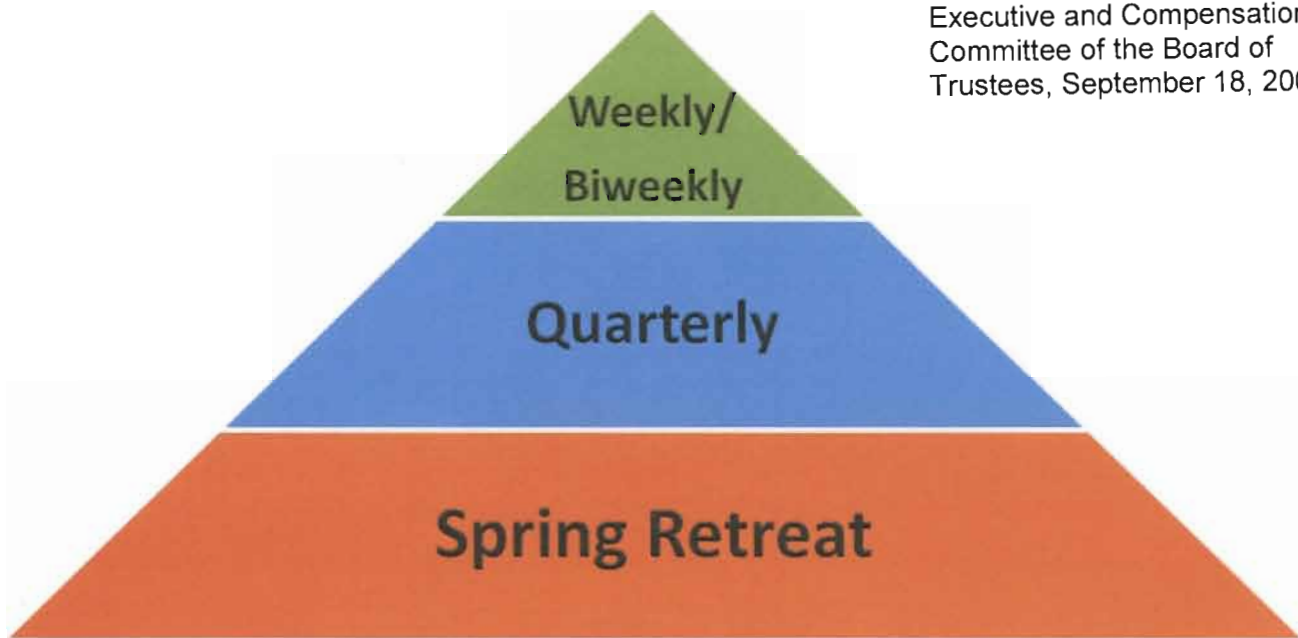 Executive and Compensation
Committee of the Board of
Trustees, September 18,
Weekly/
Biweekly
Quarterly
Spring Retreat